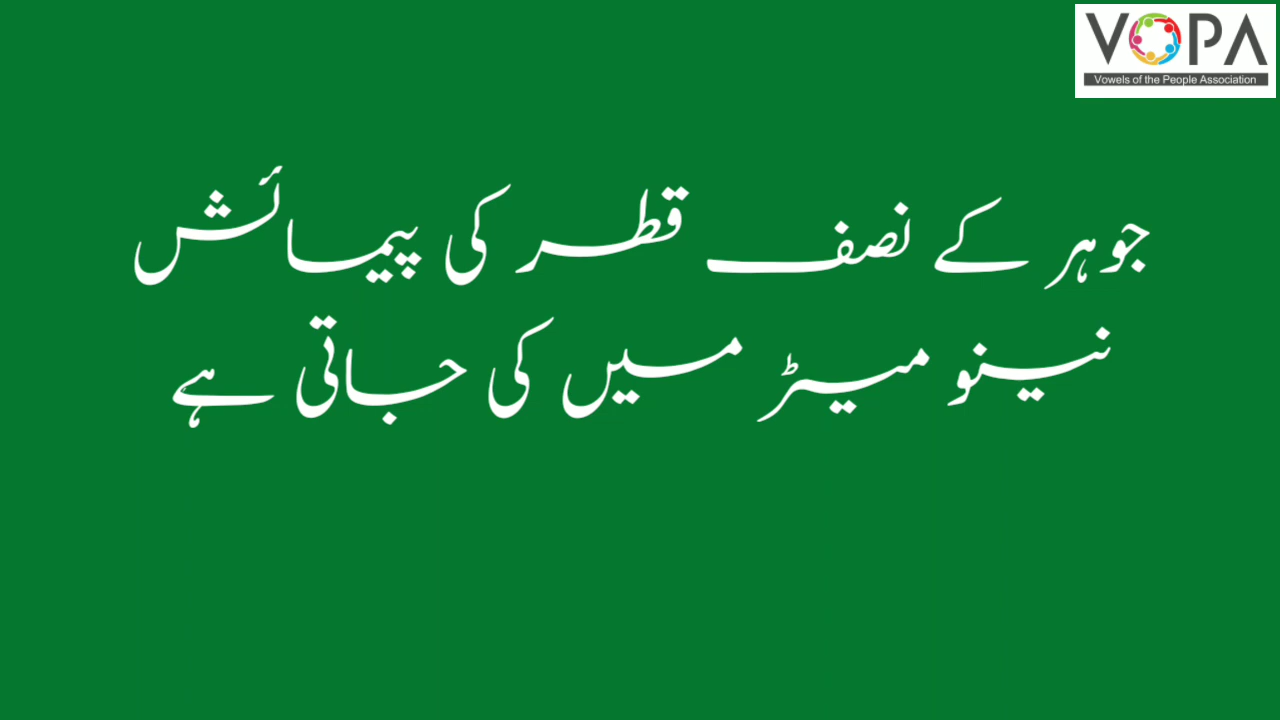 VOPA
Vowels of the People Association
جوہر کے نصف قطر کی پیمائش
نینو میٹر میں کی جاتی ہے